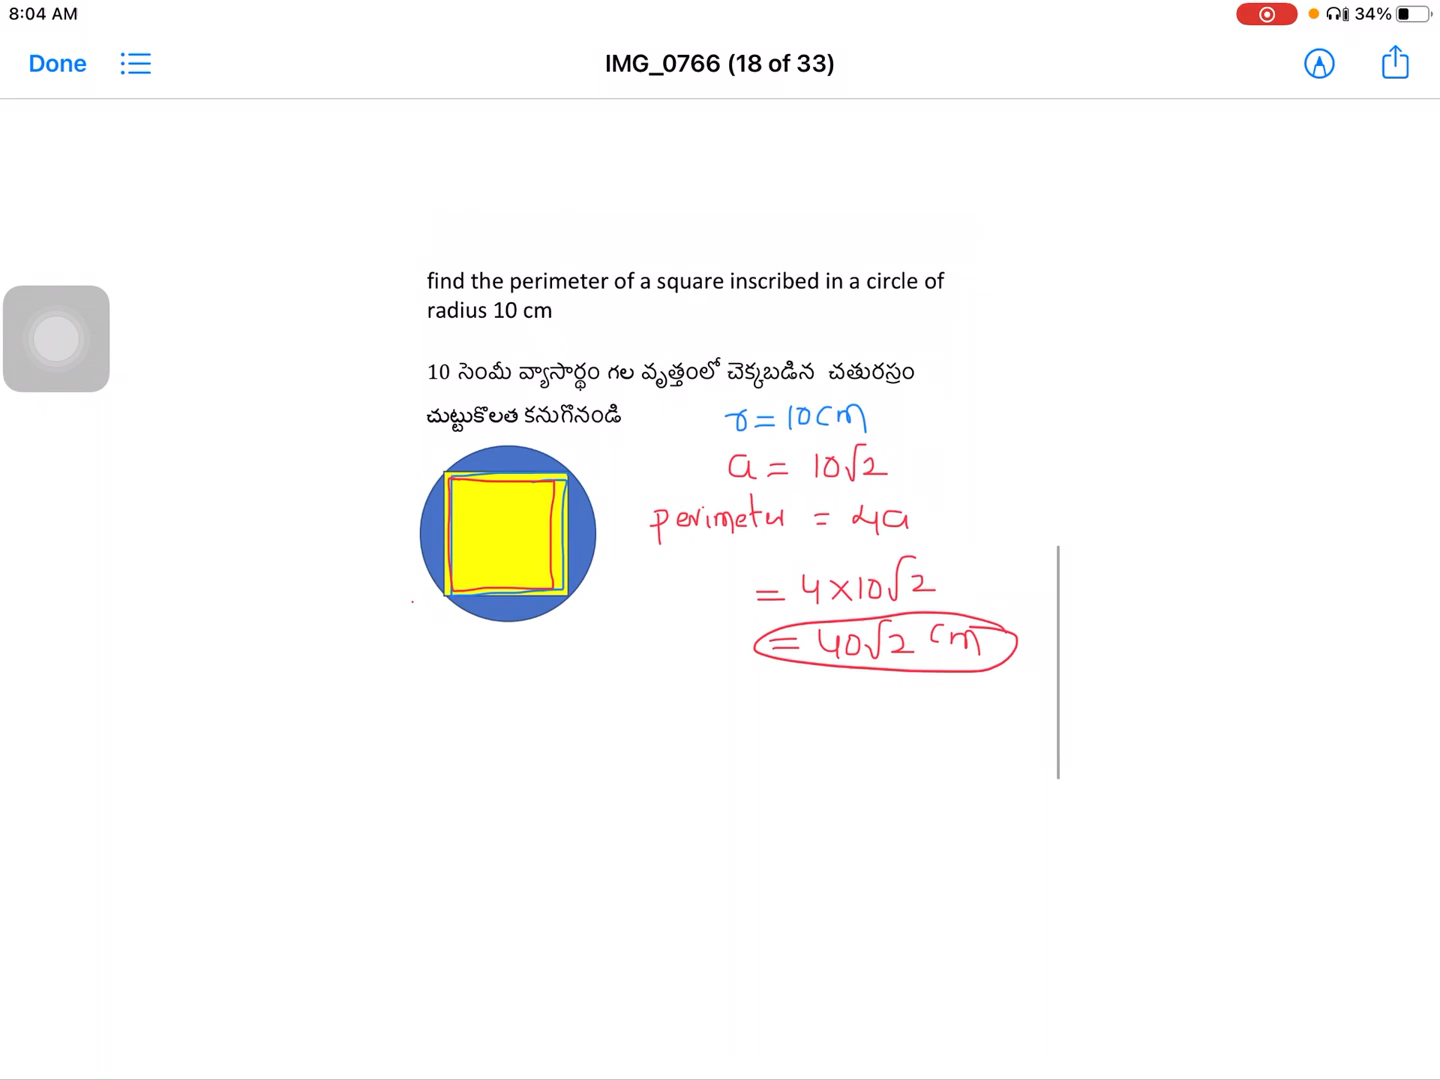 8:04 AM
34%
Done
IMG_0766 (18 of 33)
find the perimeter of a square inscribed in a circle of
radius 10 cm
10 సెంమీ వ్యాసార్థం గల వృత్తంలో చెక్కబడిన చతురస్రం
చుట్టుకొలత కనుగొనండి
r = 10 cm
a = 10√2
perimeter = 4a
= 4×10√2
= 40√2 cm